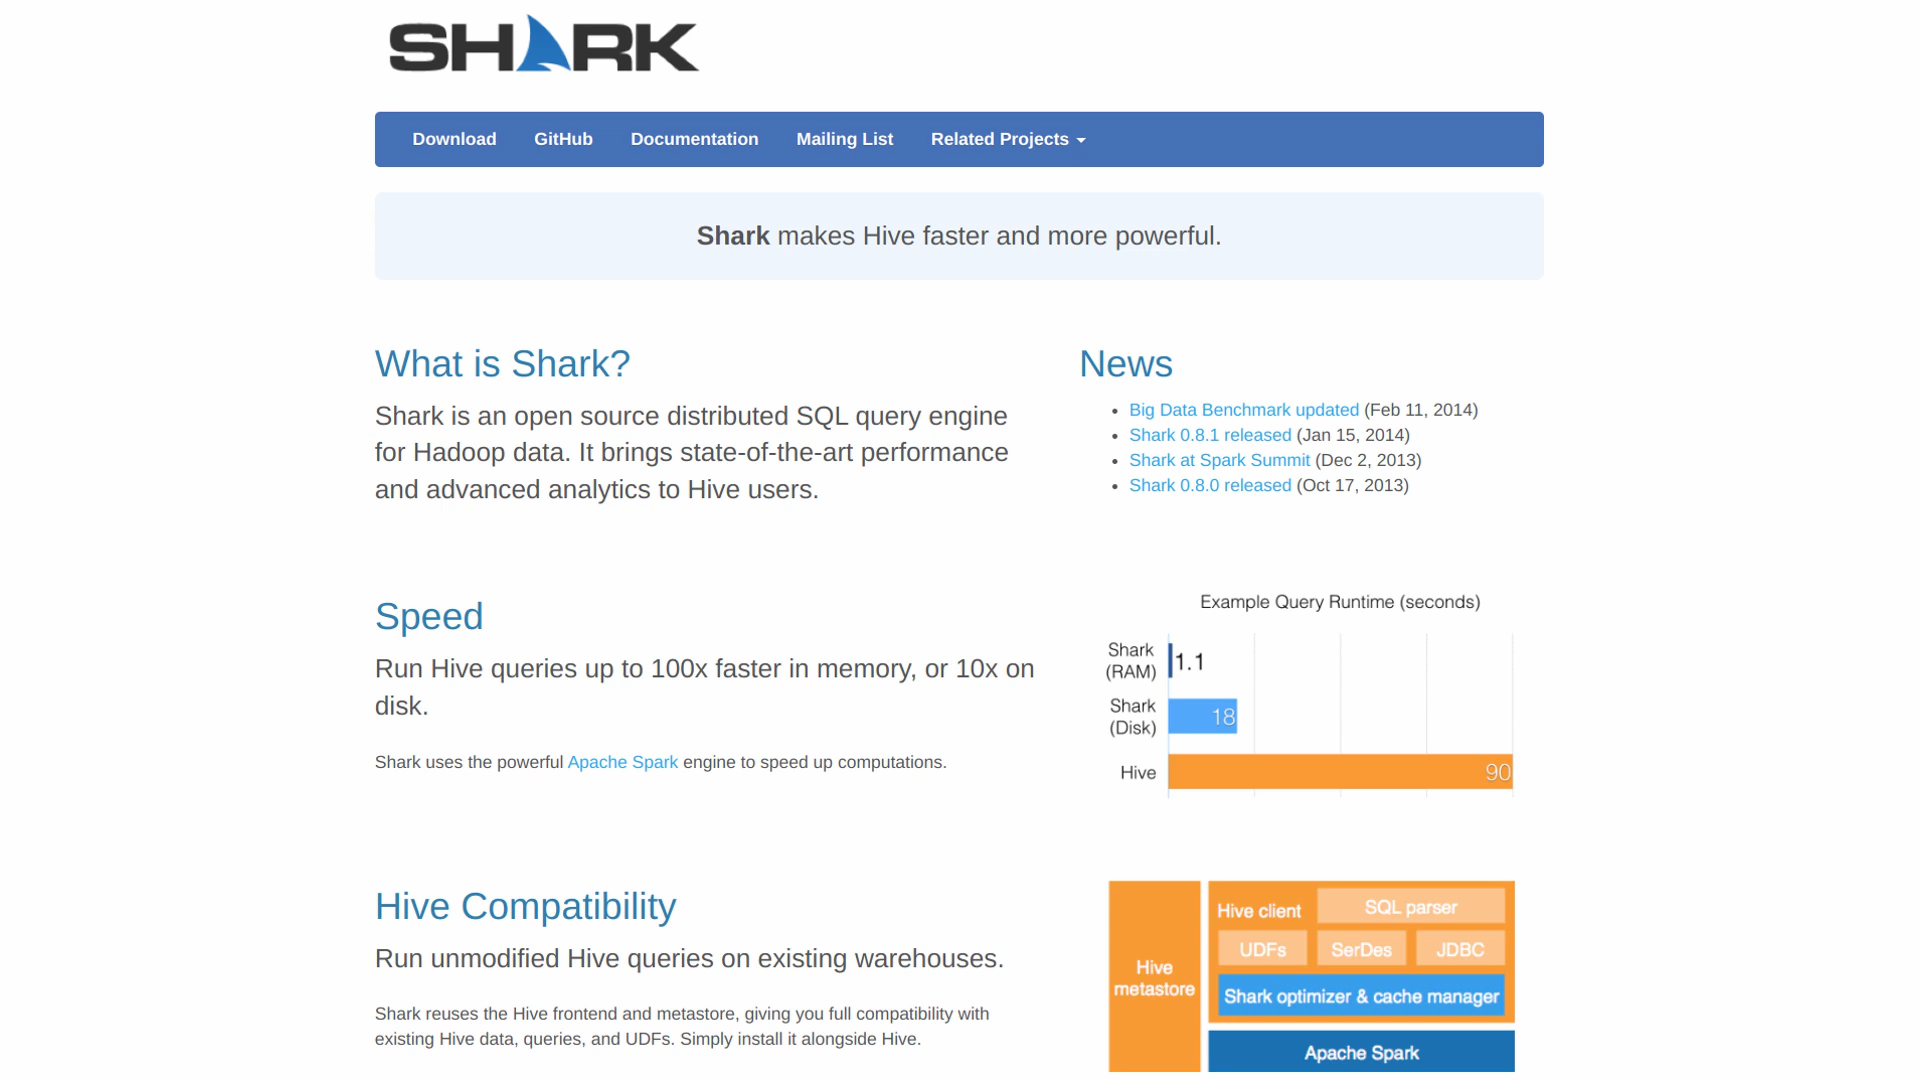 SHARK
Download GitHub Documentation Mailing List Related Projects
Shark makes Hive faster and more powerful.
What is Shark?
Shark is an open source distributed SQL query engine
for Hadoop data. It brings state-of-the-art performance
and advanced analytics to Hive users.
News
Big Data Benchmark updated (Feb 11, 2014)
Shark 0.8.1 released (Jan 15, 2014)
Shark at Spark Summit (Dec 2, 2013)
Shark 0.8.0 released (Oct 17, 2013)
Speed
Run Hive queries up to 100x faster in memory, or 10x on
disk.
Shark uses the powerful Apache Spark engine to speed up computations.
Example Query Runtime (seconds)
Shark
(RAM)
1.1
Shark
(Disk)
18
Hive
90
Hive Compatibility
Run unmodified Hive queries on existing warehouses.
Shark reuses the Hive frontend and metastore, giving you full compatibility with
existing Hive data, queries, and UDFs. Simply install it alongside Hive.
Hive
metastore
Hive client
SQL parser
UDFs
SerDes
JDBC
Shark optimizer & cache manager
Apache Spark